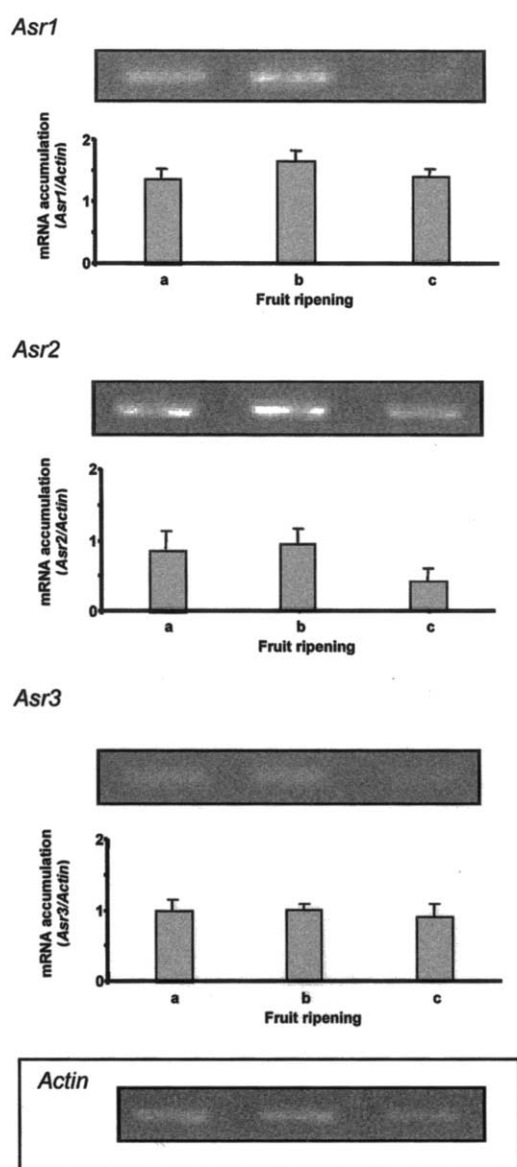 Asr1
mRNA accumulation
(Asr1/Actin)
2
1
0
a b c
Fruit ripening
Asr2
mRNA accumulation
(Asr2/Actin)
2
1
0
a b c
Fruit ripening
Asr3
mRNA accumulation
(Asr3/Actin)
2
1
0
a b c
Fruit ripening
Actin